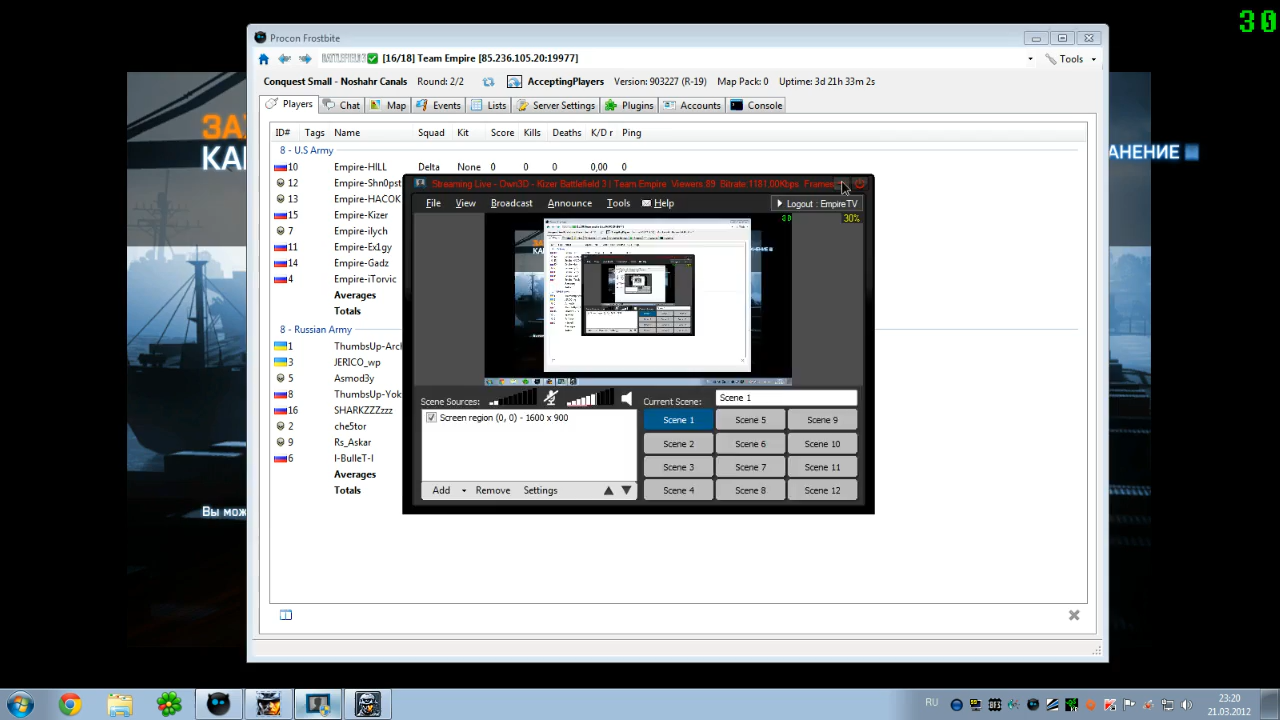 30
Procon Frostbite
[16/18] Team Empire [85.236.105.20:19977]
Tools
Conquest Small - Noshahr Canals Round: 2/2 AcceptingPlayers Version: 903227 (R-19) Map Pack: 0 Uptime: 3d 21h 33m 2s
Players Chat Map Events Lists Server Settings Plugins Accounts Console
ID# Tags Name Squad Kit Score Kills Deaths K/D r Ping
8 - U.S Army
10 Empire-HILL Delta None 0 0 0 0,00 0
12 Empire-Shn0pst
13 Empire-HACOK
15 Empire-Kizer
7 Empire-ilych
11 Empire-Ex1gy
14 Empire-Gadz
4 Empire-iTorvic
Averages
Totals
8 - Russian Army
1 ThumbsUp-Arc
3 JERICO_wp
5 Asmod3y
8 ThumbsUp-Yok
16 SHARKZZZzzz
2 che5tor
9 Rs_Askar
6 I-BulleT-I
Averages
Totals
Streaming Live - Own3D - Kizer Battlefield 3 | Team Empire Viewers:89 Bitrate:1181,00Kbps Frames
File View Broadcast Announce Tools Help Logout : EmpireTV
30 30%
Scene Sources: Current Scene: Scene 1
Screen region (0, 0) - 1600 x 900
Scene 1 Scene 5 Scene 9
Scene 2 Scene 6 Scene 10
Scene 3 Scene 7 Scene 11
Scene 4 Scene 8 Scene 12
Add Remove Settings
КА
АНЕНИЕ
Вы мож
RU
23:20
21.03.2012